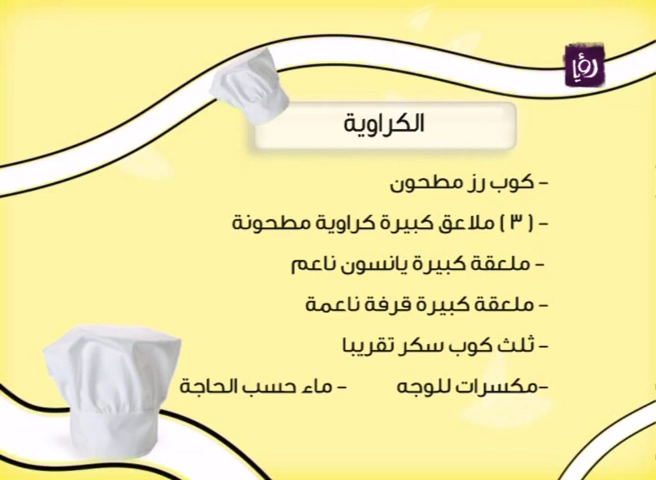 رؤيا
الكراوية
- كوب رز مطحون
- (٣) ملاعق كبيرة كراوية مطحونة
- ملعقة كبيرة يانسون ناعم
- ملعقة كبيرة قرفة ناعمة
- ثلث كوب سكر تقريبا
-مكسرات للوجه - ماء حسب الحاجة